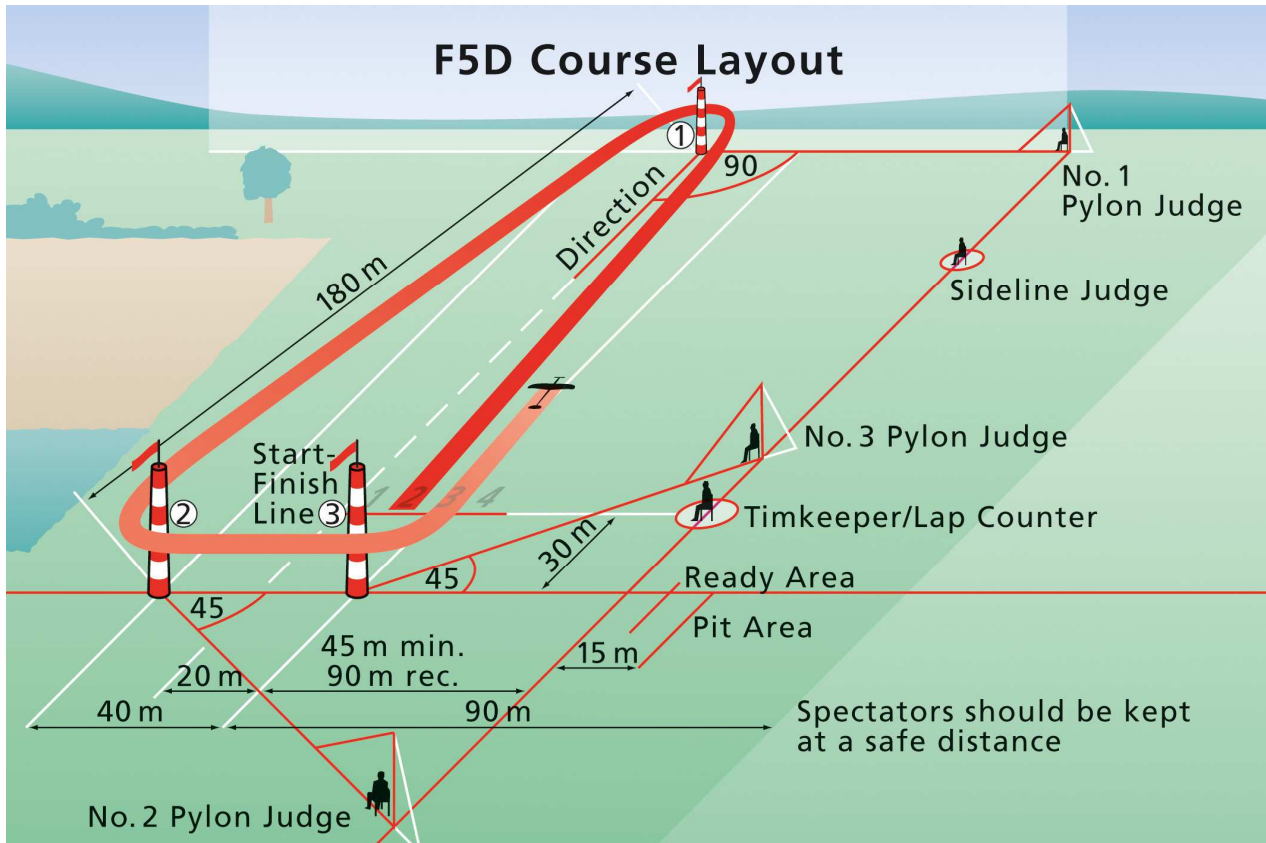 F5D Course Layout
1
90
No. 1
Pylon Judge
Direction
180 m
Sideline Judge
No. 3 Pylon Judge
Start-
Finish
Line
3
2
1 2 3 4
Timkeeper/Lap Counter
30 m
45
Ready Area
45
Pit Area
45 m min.
90 m rec.
15 m
20 m
40 m
90 m
Spectators should be kept
at a safe distance
No. 2 Pylon Judge